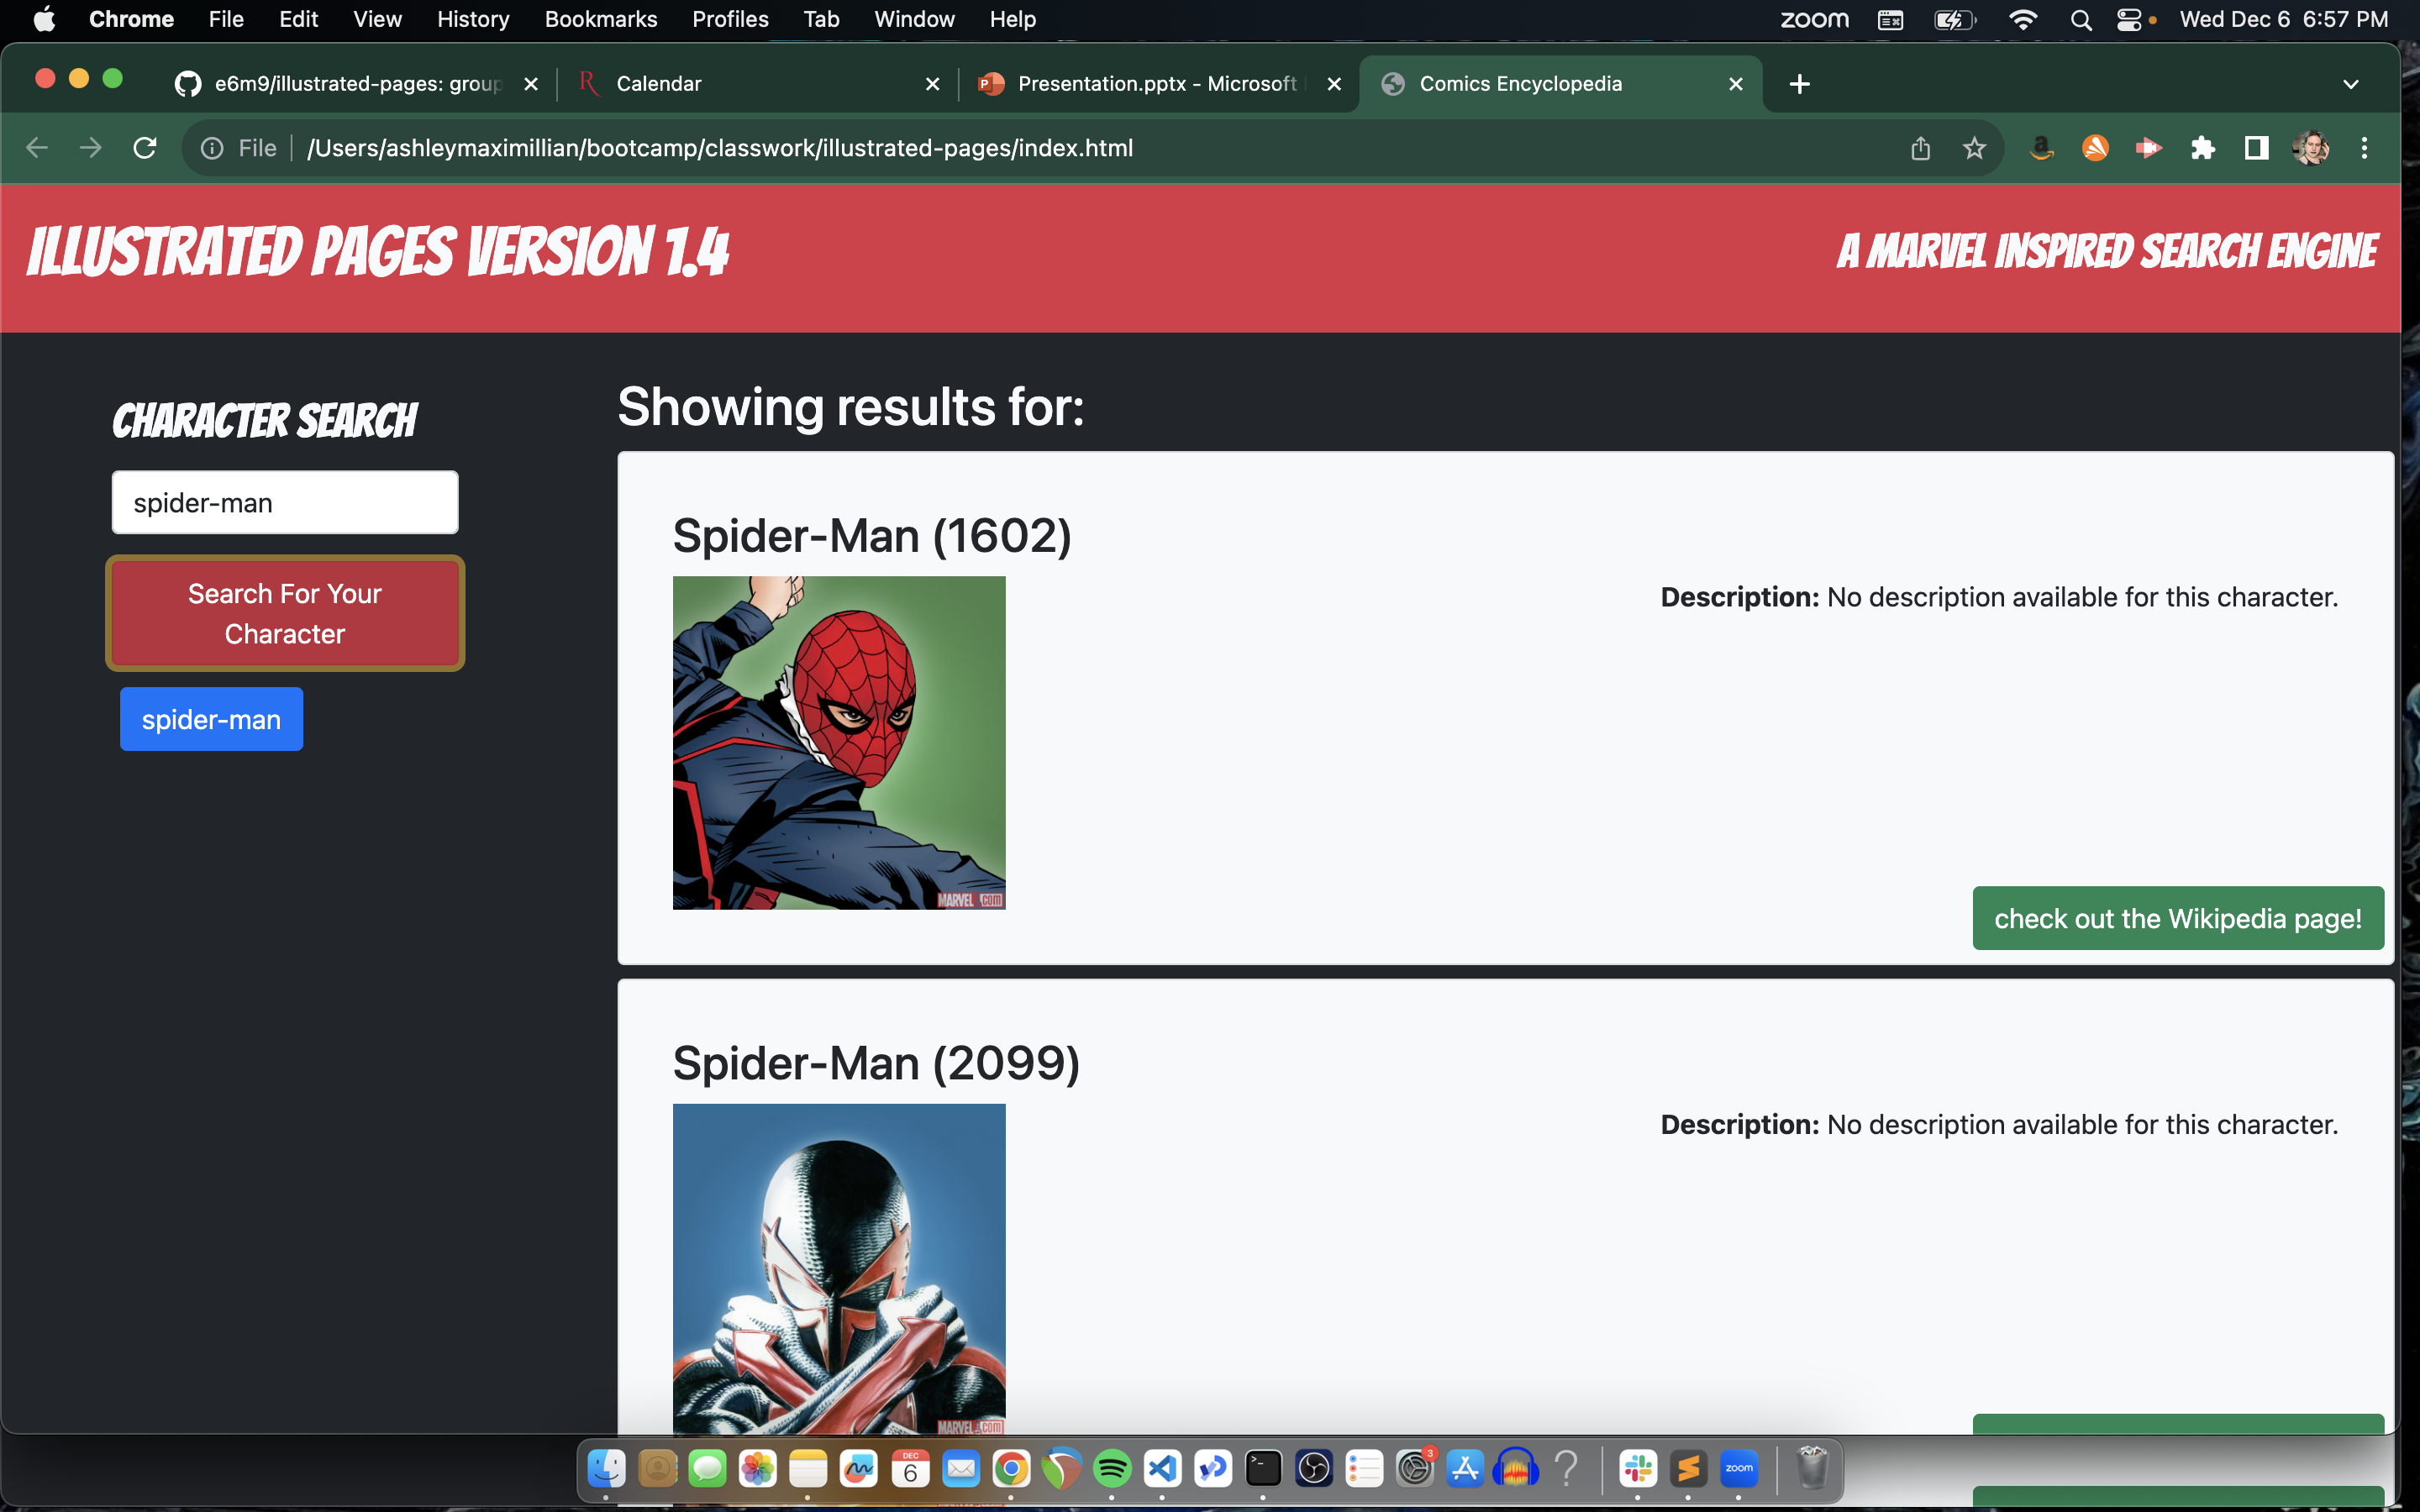 Chrome File Edit View History Bookmarks Profiles Tab Window Help zoom Wed Dec 6 6:57 PM
e6m9/illustrated-pages: group Calendar Presentation.pptx - Microsoft Comics Encyclopedia
File /Users/ashleymaximillian/bootcamp/classwork/illustrated-pages/index.html
ILLUSTRATED PAGES VERSION 1.4
A MARVEL INSPIRED SEARCH ENGINE
CHARACTER SEARCH
spider-man
Search For Your
Character
spider-man
Showing results for:
Spider-Man (1602)
Description: No description available for this character.
MARVEL.com
check out the Wikipedia page!
Spider-Man (2099)
Description: No description available for this character.
MARVEL.com
DEC
6
3
zoom